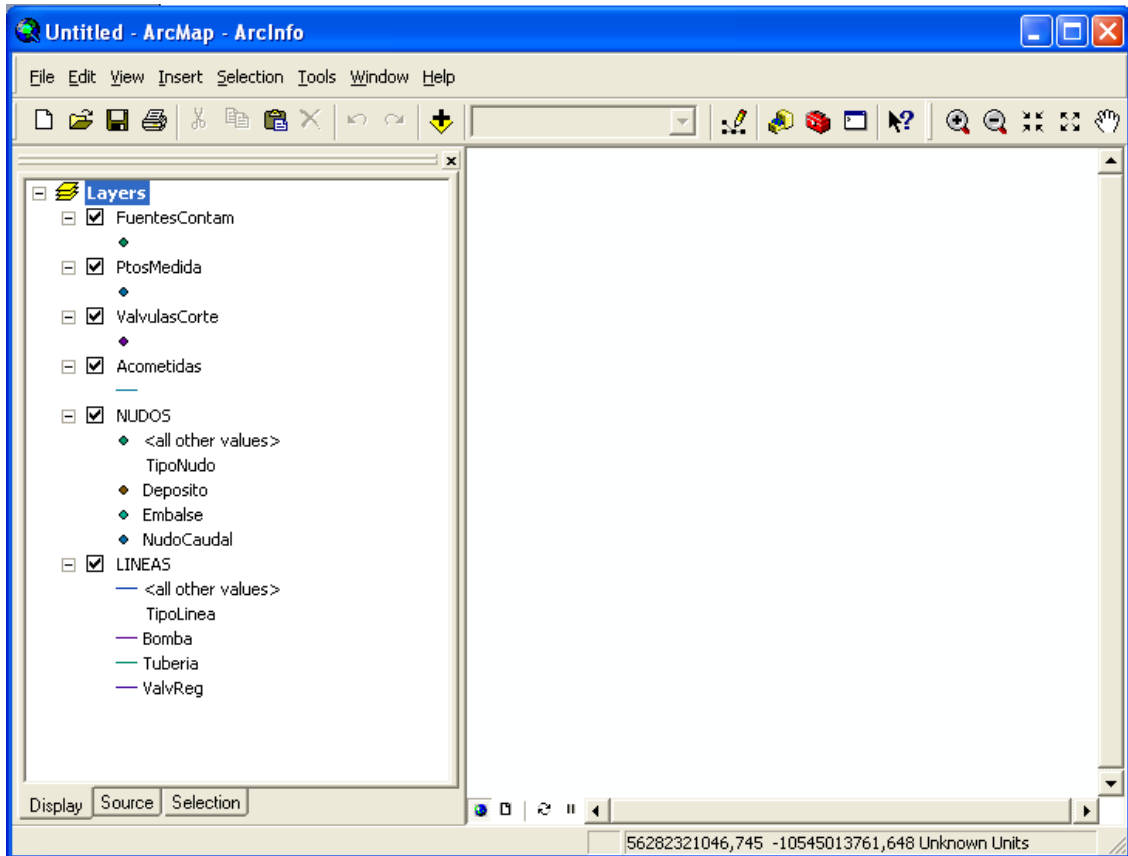 Untitled - ArcMap - ArcInfo
File Edit View Insert Selection Tools Window Help
Layers
FuentesContam
PtosMedida
ValvulasCorte
Acometidas
NUDOS
<all other values>
TipoNudo
Deposito
Embalse
NudoCaudal
LINEAS
<all other values>
TipoLinea
Bomba
Tuberia
ValvReg
Display Source Selection
56282321046,745 -10545013761,648 Unknown Units